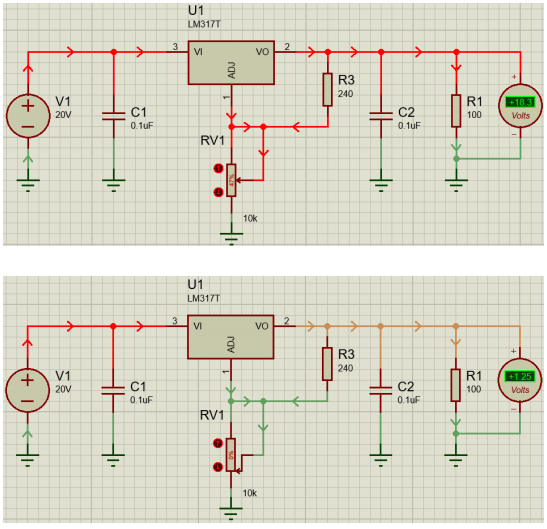 U1
LM317T
3 VI VO 2
ADJ
1
V1
20V
C1
0.1uF
R3
240
C2
0.1uF
R1
100
+18.3
Volts
RV1
47%
10k
U1
LM317T
3 VI VO 2
ADJ
1
V1
20V
C1
0.1uF
R3
240
C2
0.1uF
R1
100
+1.25
Volts
RV1
0%
10k